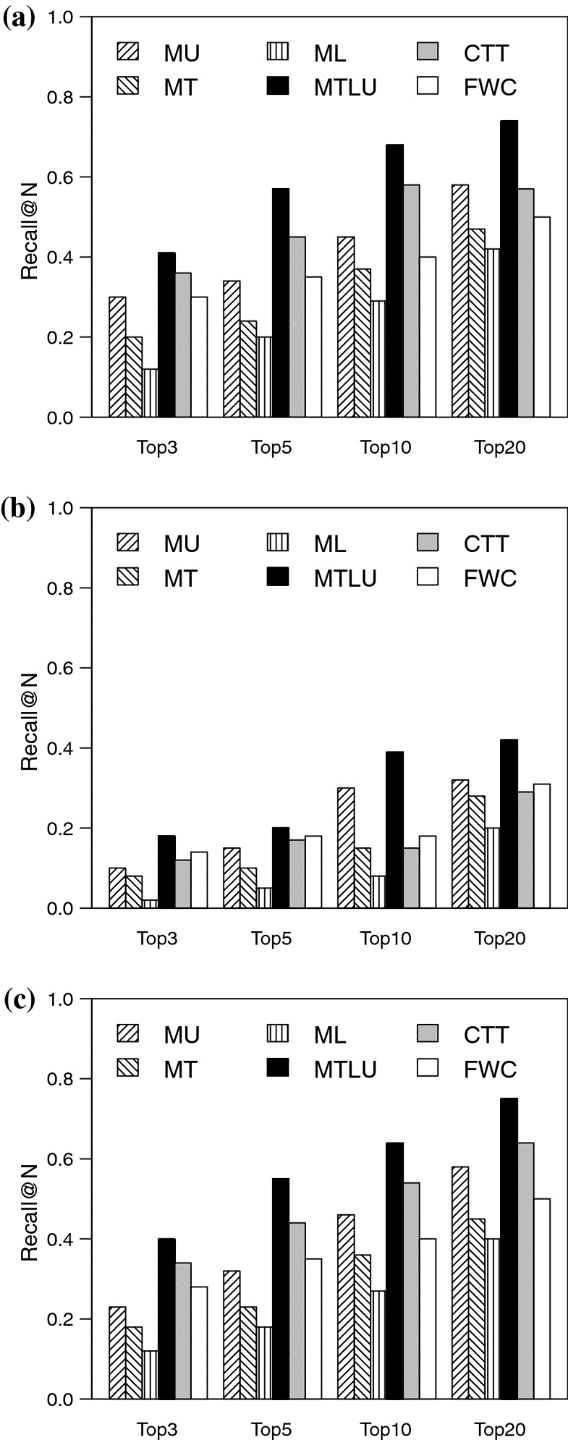 (a)
1.0
MU ML CTT
MT MTLU FWC
0.8
0.6
Recall@N
0.4
0.2
0.0
Top3 Top5 Top10 Top20
(b)
1.0
MU ML CTT
MT MTLU FWC
0.8
0.6
Recall@N
0.4
0.2
0.0
Top3 Top5 Top10 Top20
(c)
1.0
MU ML CTT
MT MTLU FWC
0.8
0.6
Recall@N
0.4
0.2
0.0
Top3 Top5 Top10 Top20